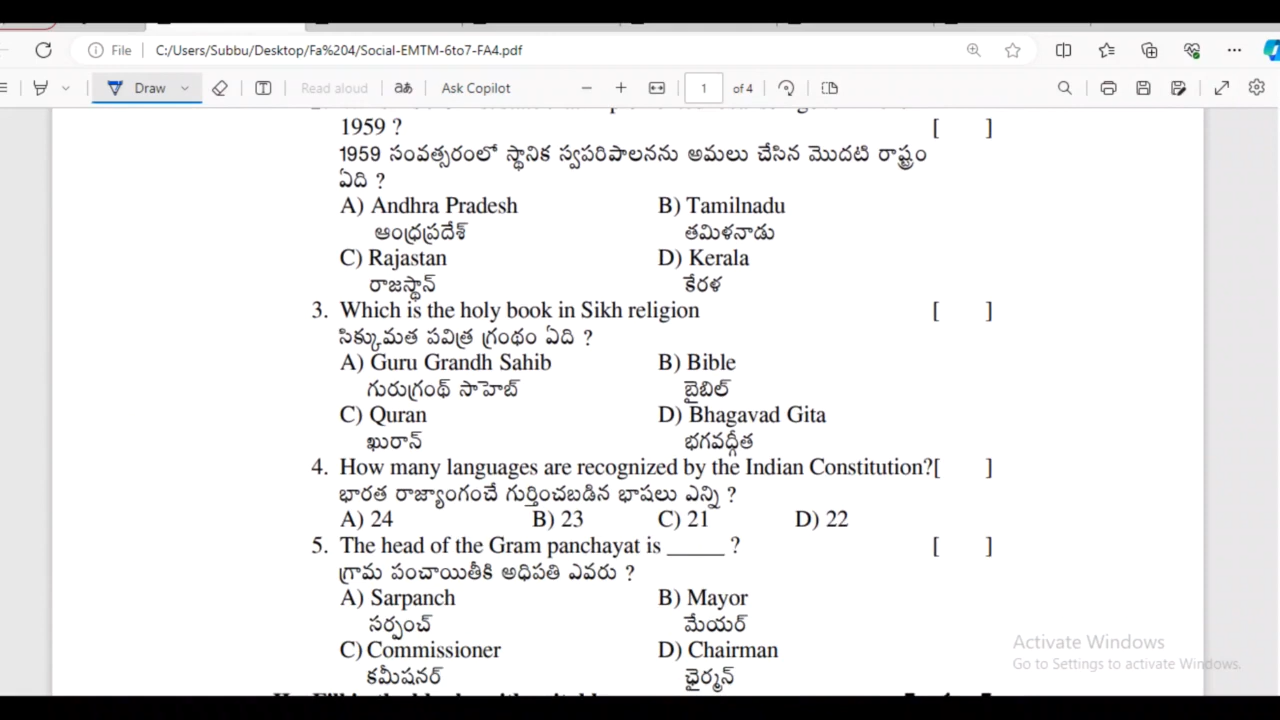 File C:/Users/Subbu/Desktop/Fa%204/Social-EMTM-6to7-FA4.pdf
Draw Read aloud aあ Ask Copilot 1 of 4
1959 ? [ ]
1959 సంవత్సరంలో స్థానిక స్వపరిపాలనను అమలు చేసిన మొదటి రాష్ట్రం
ఏది ?
A) Andhra Pradesh B) Tamilnadu
ఆంధ్రప్రదేశ్ తమిళనాడు
C) Rajastan D) Kerala
రాజస్థాన్ కేరళ
3. Which is the holy book in Sikh religion [ ]
సిక్కుమత పవిత్ర గ్రంథం ఏది ?
A) Guru Grandh Sahib B) Bible
గురుగ్రంథ్ సాహెబ్ బైబిల్
C) Quran D) Bhagavad Gita
ఖురాన్ భగవద్గీత
4. How many languages are recognized by the Indian Constitution?[ ]
భారత రాజ్యాంగంచే గుర్తించబడిన భాషలు ఎన్ని ?
A) 24 B) 23 C) 21 D) 22
5. The head of the Gram panchayat is _____ ? [ ]
గ్రామ పంచాయితీకి అధిపతి ఎవరు ?
A) Sarpanch B) Mayor
సర్పంచ్ మేయర్
C) Commissioner D) Chairman
కమీషనర్ ఛైర్మన్
Activate Windows
Go to Settings to activate Windows.